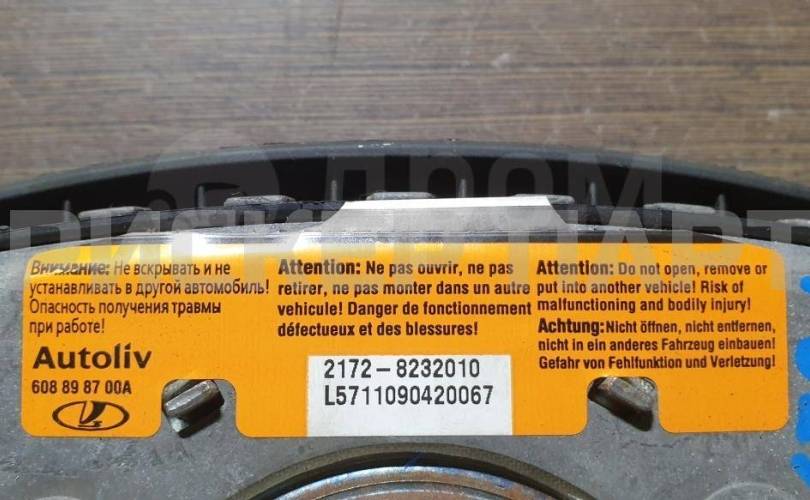 Внимание: Не вскрывать и не
устанавливать в другой автомобиль!
Опасность получения травмы
при работе!
Autoliv
608 89 87 00A
Attention: Ne pas ouvrir, ne pas
retirer, ne pas monter dans un autre
vehicule! Danger de fonctionnement
défectueux et des blessures!
2172-8232010
L5711090420067
Attention: Do not open, remove or
put into another vehicle! Risk of
malfunctioning and bodily injury!
Achtung: Nicht öffnen, nicht entfernen,
nicht in ein anderes Fahrzeug einbauen!
Gefahr von Fehlfunktion und Verletzung!
ДРОМ